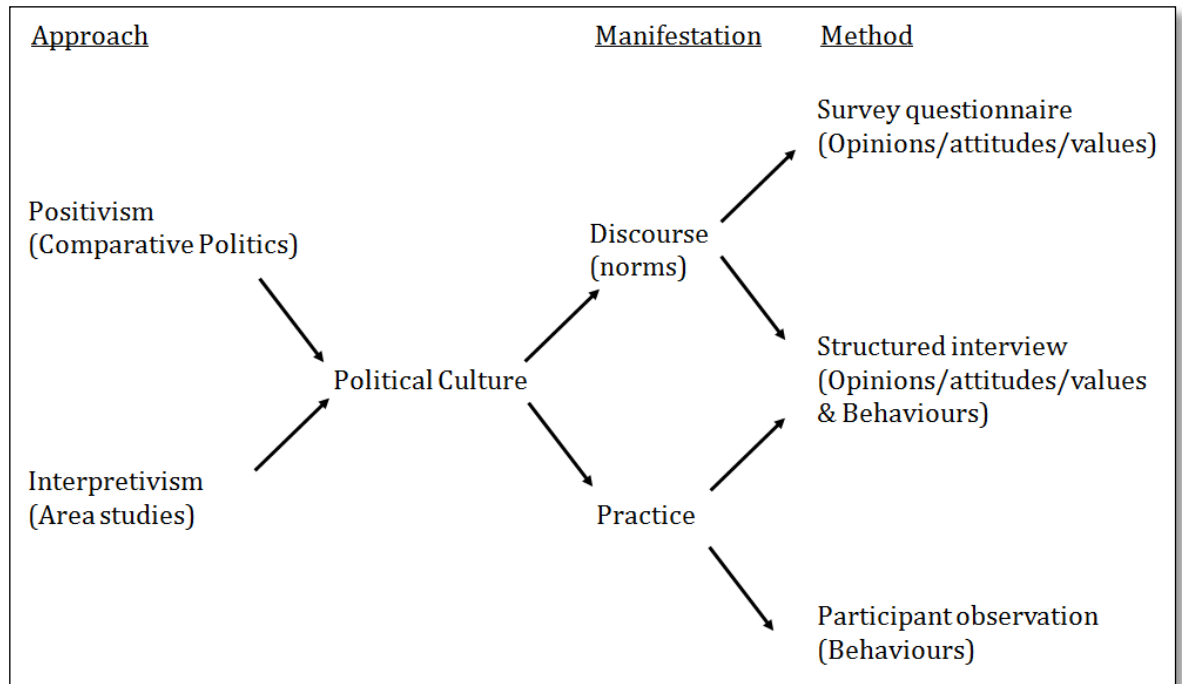 Approach
Manifestation
Method
Survey questionnaire
(Opinions/attitudes/values)
Positivism
(Comparative Politics)
Discourse
(norms)
Structured interview
(Opinions/attitudes/values
& Behaviours)
Political Culture
Interpretivism
(Area studies)
Practice
Participant observation
(Behaviours)